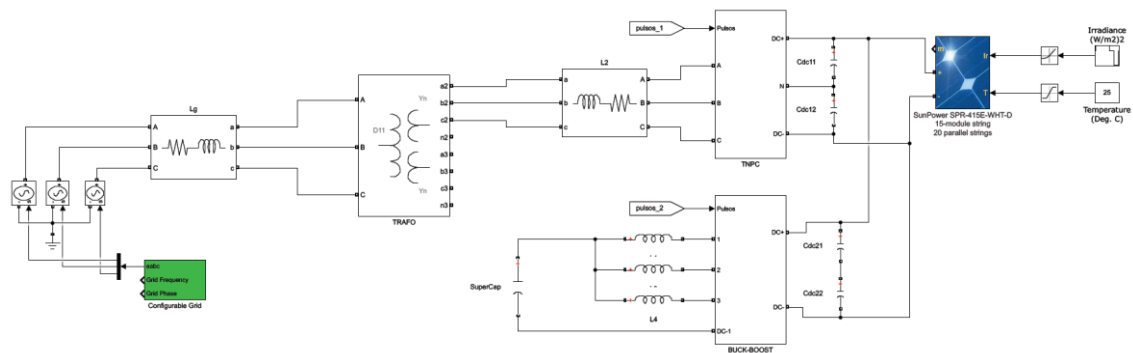 Lg
A
B
C
a
b
c
eabc
Grid Frequency
Grid Phase
Configurable Grid
A
B
C
D11
Yn
Yn
a2
b2
c2
n2
a3
b3
c3
n3
TRAFO
L2
a
b
c
A
B
C
pulsos_1
Pulsos
A
B
C
DC+
N
DC-
TNPC
Cdc11
Cdc12
m
+
-
Ir
T
SunPower SPR-415E-WHT-D
15-module string
20 parallel strings
Irradiance
(W/m2)2
25
Temperature
(Deg. C)
pulsos_2
Pulsos
1
2
3
DC-1
DC+
DC-
BUCK-BOOST
SuperCap
L4
Cdc21
Cdc22